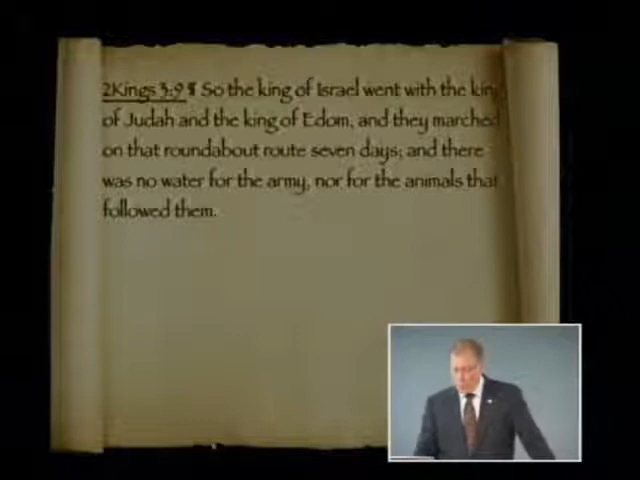 2Kings 3:9 ¶ So the king of Israel went with the king
of Judah and the king of Edom, and they marched
on that roundabout route seven days; and there
was no water for the army, nor for the animals that
followed them.